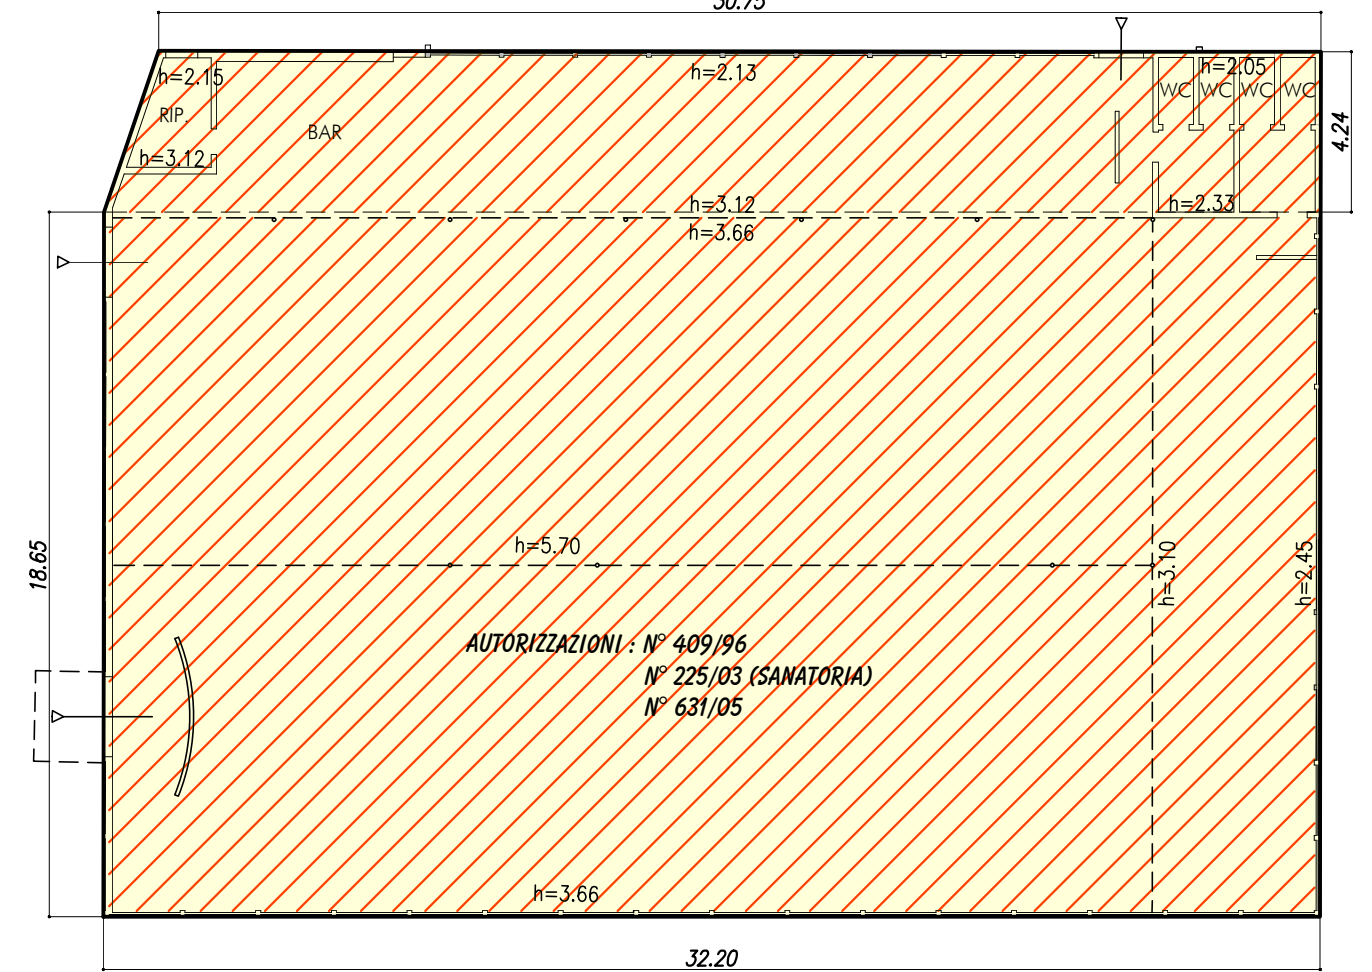 30.75
h=2.15
h=2.13
h=2.05
RIP.
BAR
WC
WC
WC
WC
4.24
h=3.12
h=3.12
h=2.33
h=3.66
18.65
h=5.70
h=3.10
h=2.45
AUTORIZZAZIONI : N° 409/96
N° 225/03 (SANATORIA)
N° 631/05
h=3.66
32.20